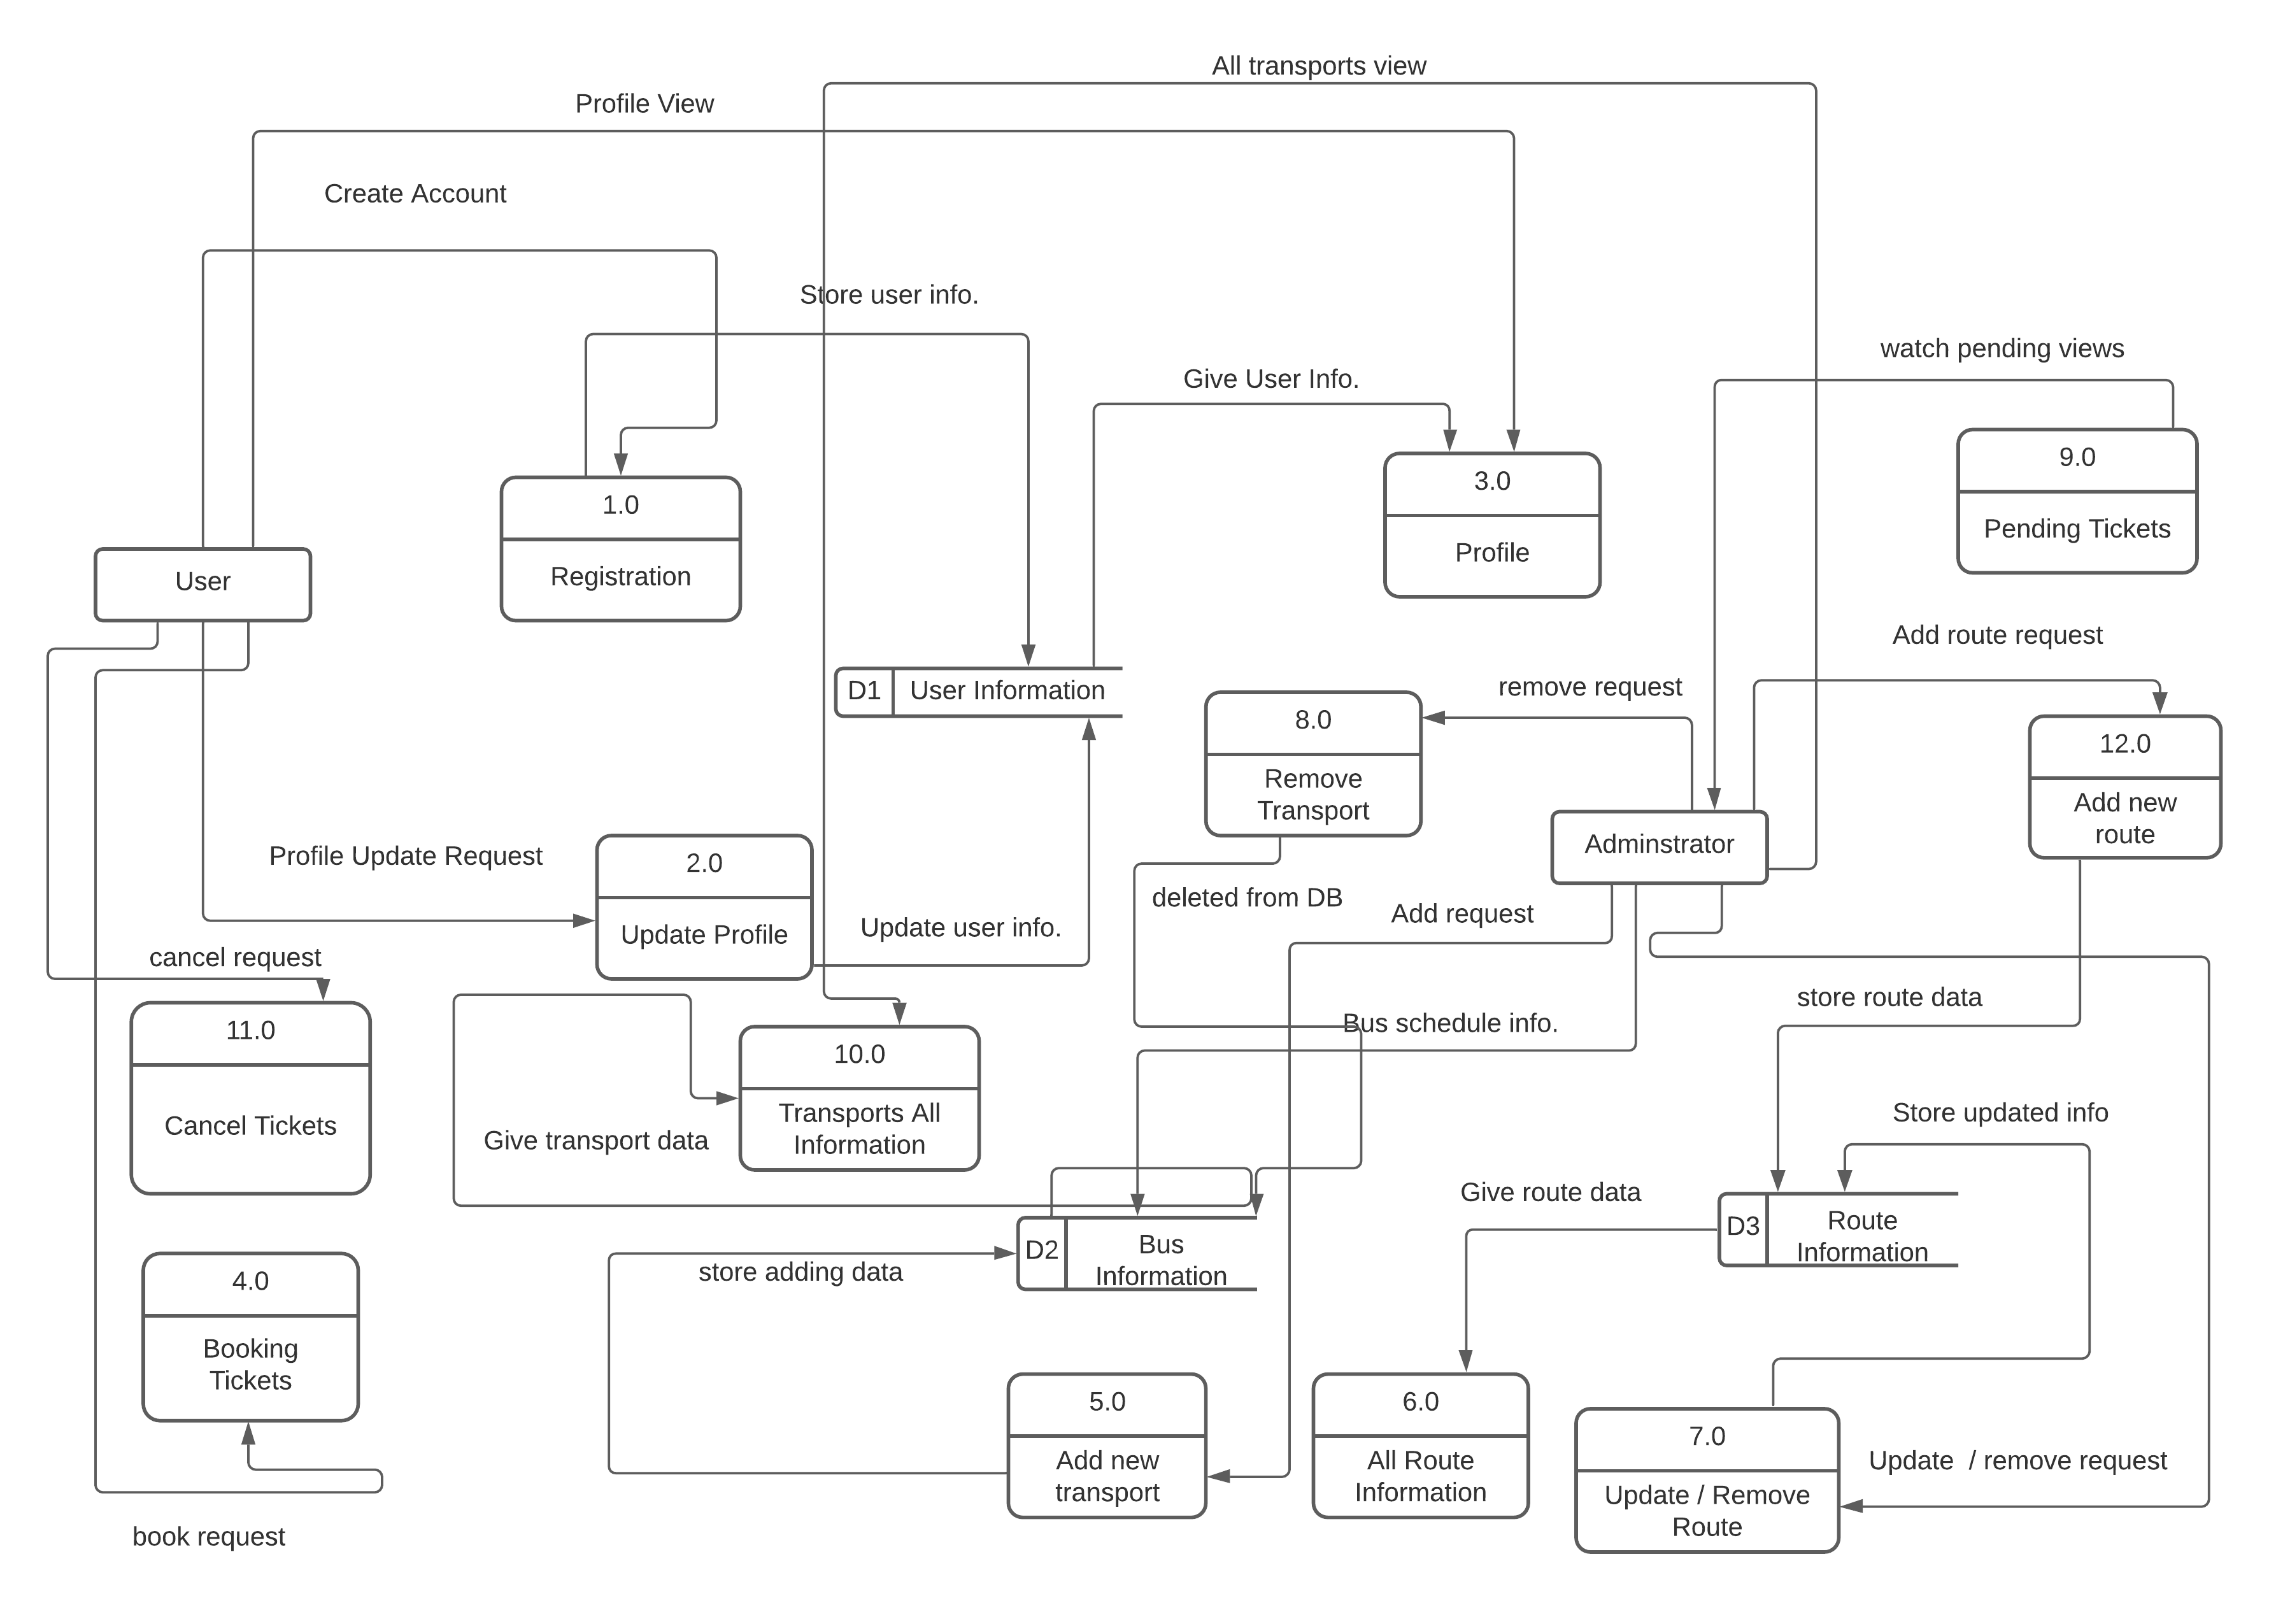 All transports view
Profile View
Create Account
Store user info.
watch pending views
Give User Info.
9.0
Pending Tickets
3.0
Profile
1.0
Registration
User
Add route request
D1
User Information
remove request
8.0
Remove
Transport
12.0
Add new
route
Adminstrator
Profile Update Request
2.0
Update Profile
deleted from DB
Add request
Update user info.
cancel request
store route data
Bus schedule info.
11.0
Cancel Tickets
10.0
Transports All
Information
Give transport data
Store updated info
Give route data
D3
Route
Information
D2
Bus
Information
store adding data
4.0
Booking
Tickets
5.0
Add new
transport
6.0
All Route
Information
7.0
Update / Remove
Route
Update  / remove request
book request